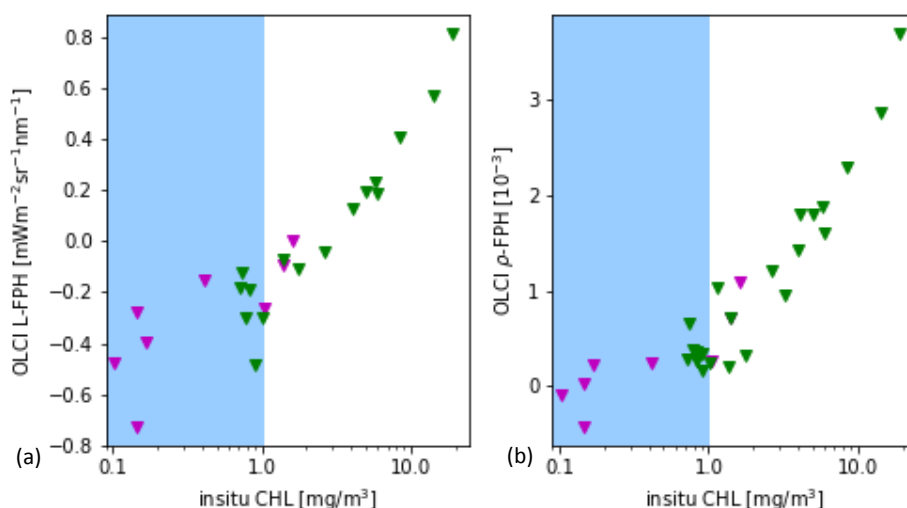 OLCI L-FPH [mWm⁻²sr⁻¹nm⁻¹]
0.8
0.6
0.4
0.2
0.0
−0.2
−0.4
−0.6
−0.8
0.1 1.0 10.0
insitu CHL [mg/m³]
(a)
OLCI ρ-FPH [10⁻³]
3
2
1
0
0.1 1.0 10.0
insitu CHL [mg/m³]
(b)